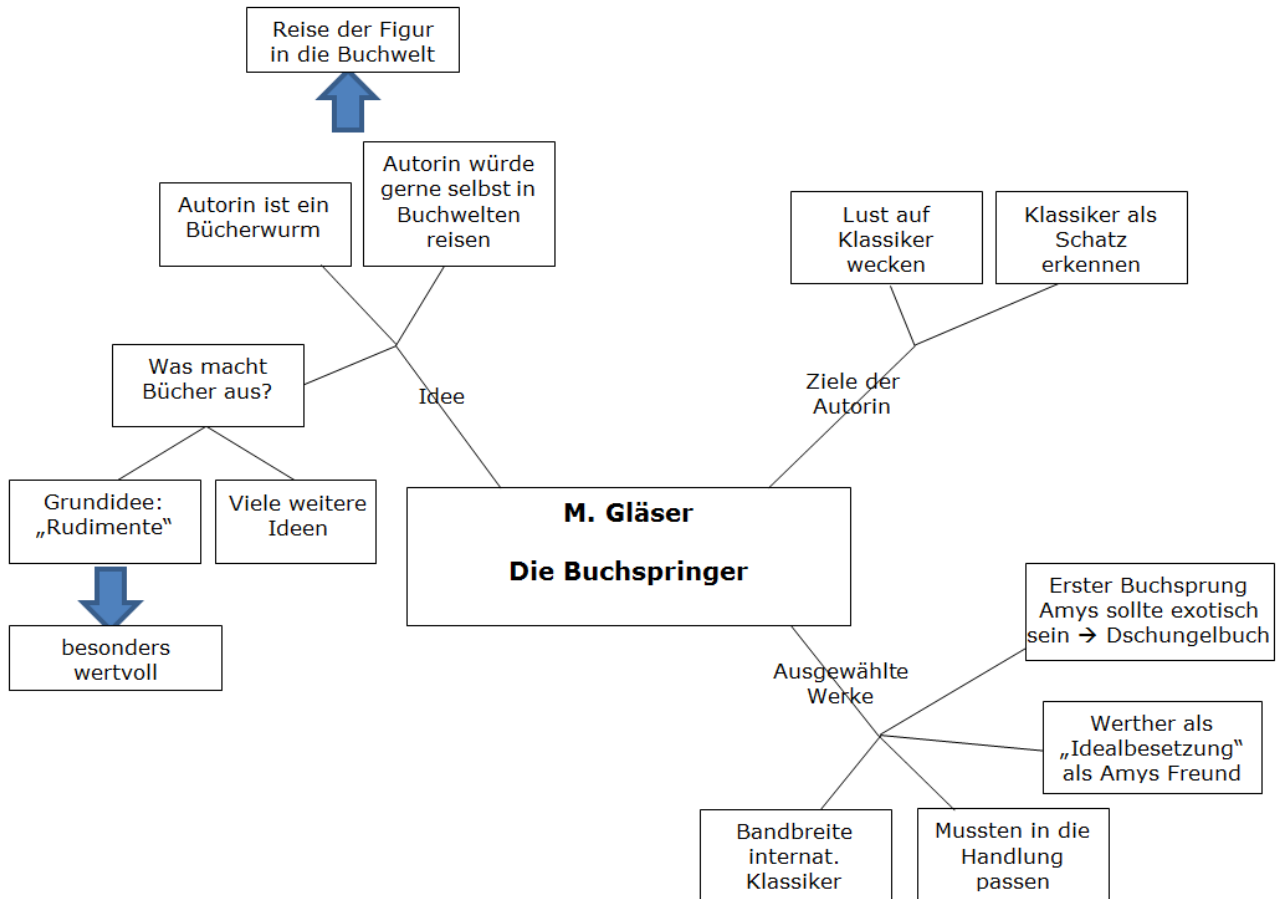 Reise der Figur
in die Buchwelt
Autorin ist ein
Bücherwurm
Autorin würde
gerne selbst in
Buchwelten
reisen
Was macht
Bücher aus?
Idee
Grundidee:
„Rudimente“
Viele weitere
Ideen
besonders
wertvoll
Lust auf
Klassiker
wecken
Klassiker als
Schatz
erkennen
Ziele der
Autorin
M. Gläser
Die Buchspringer
Ausgewählte
Werke
Erster Buchsprung
Amys sollte exotisch
sein → Dschungelbuch
Werther als
„Idealbesetzung“
als Amys Freund
Bandbreite
internat.
Klassiker
Mussten in die
Handlung
passen